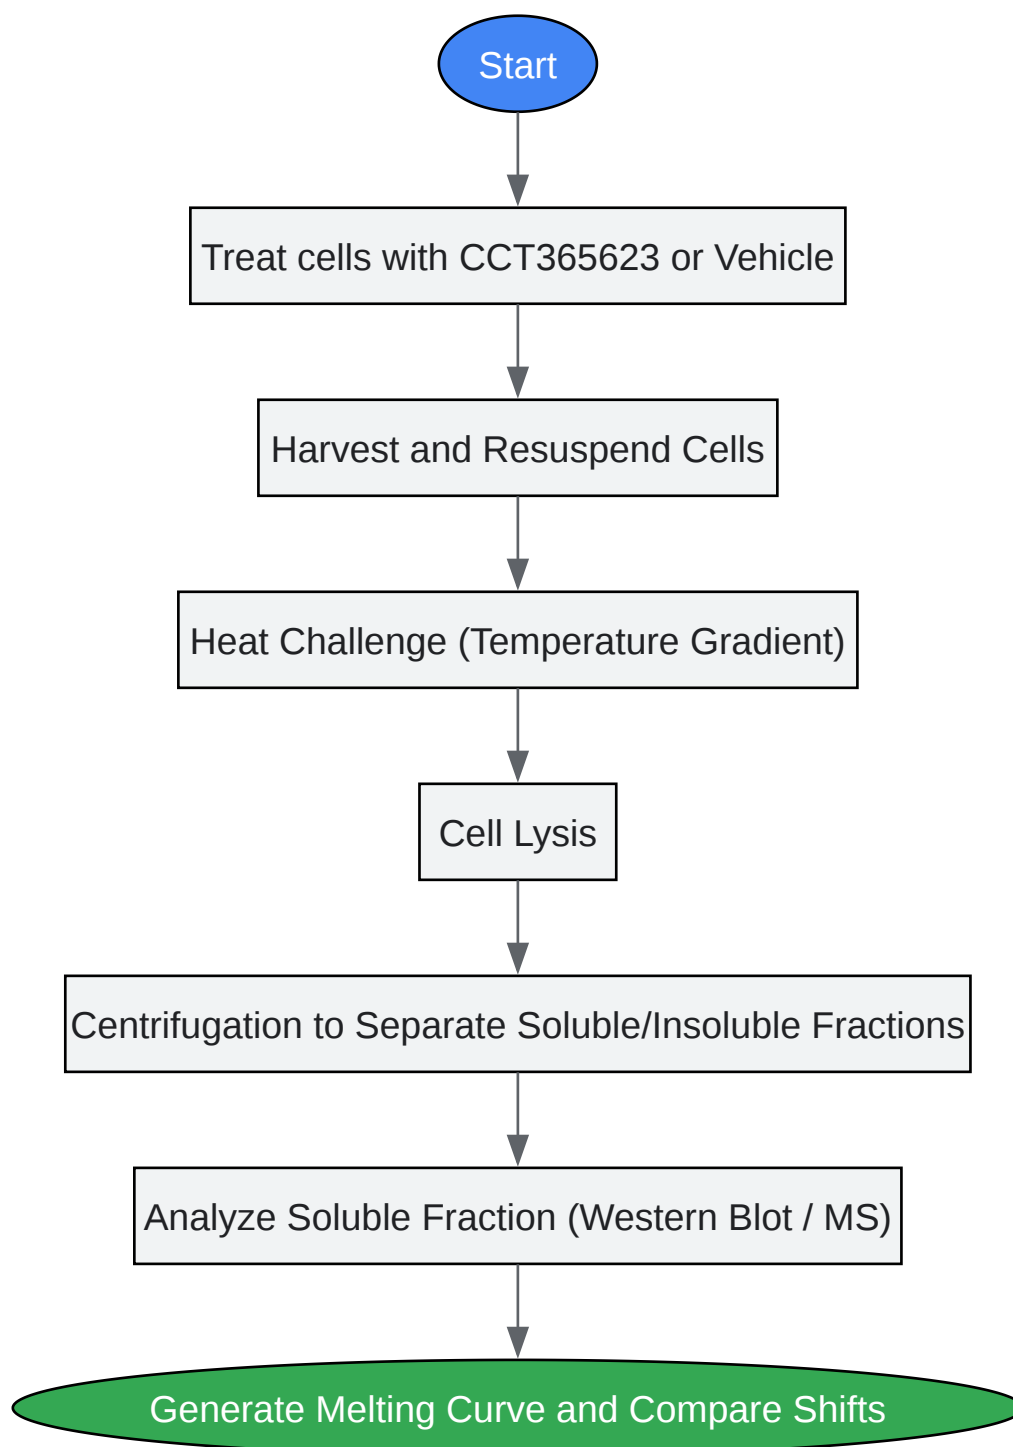 Start
Treat cells with CCT365623 or Vehicle
Harvest and Resuspend Cells
Heat Challenge (Temperature Gradient)
Cell Lysis
Centrifugation to Separate Soluble/Insoluble Fractions
Analyze Soluble Fraction (Western Blot / MS)
Generate Melting Curve and Compare Shifts